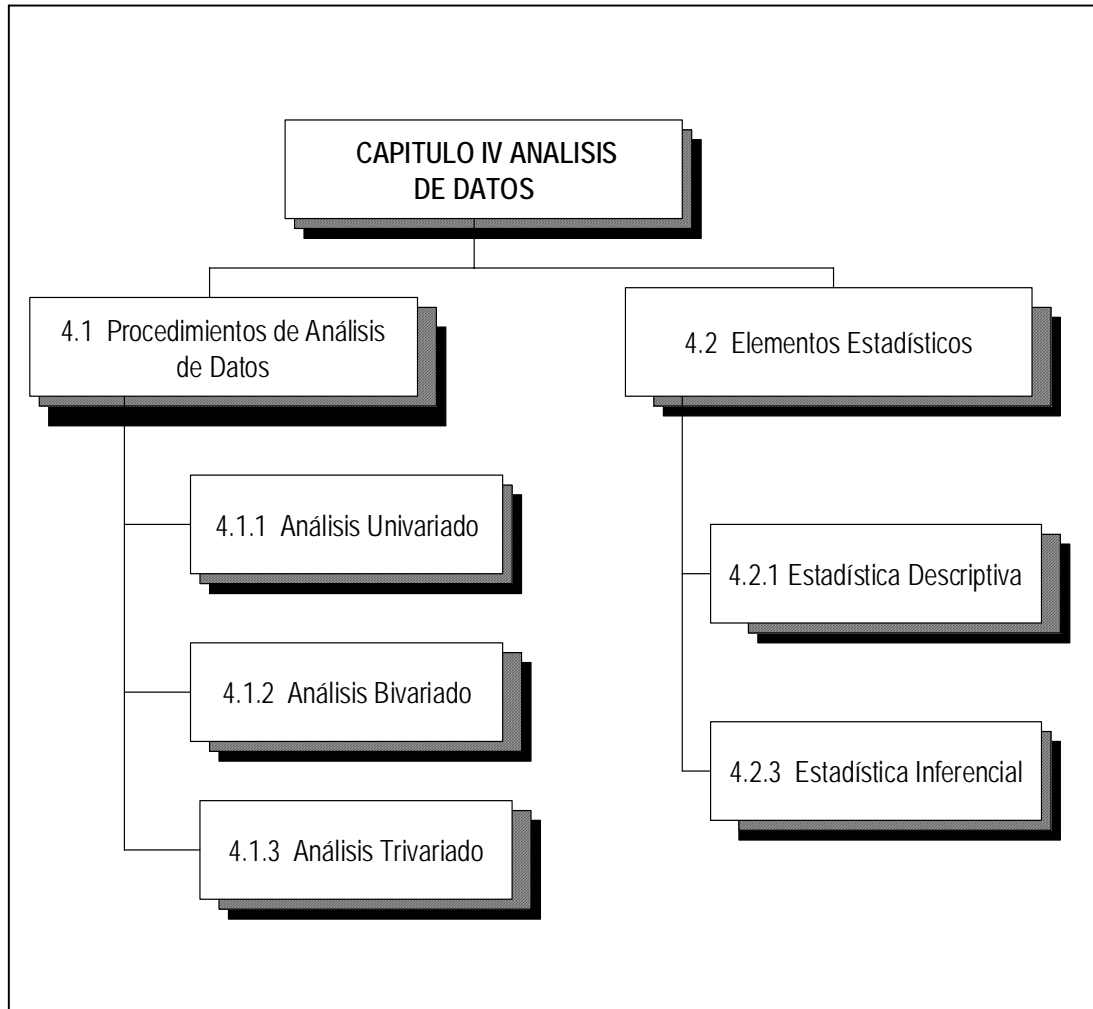 CAPITULO IV ANALISIS
DE DATOS
4.1 Procedimientos de Análisis
de Datos
4.1.1 Análisis Univariado
4.1.2 Análisis Bivariado
4.1.3 Análisis Trivariado
4.2 Elementos Estadísticos
4.2.1 Estadística Descriptiva
4.2.3 Estadística Inferencial